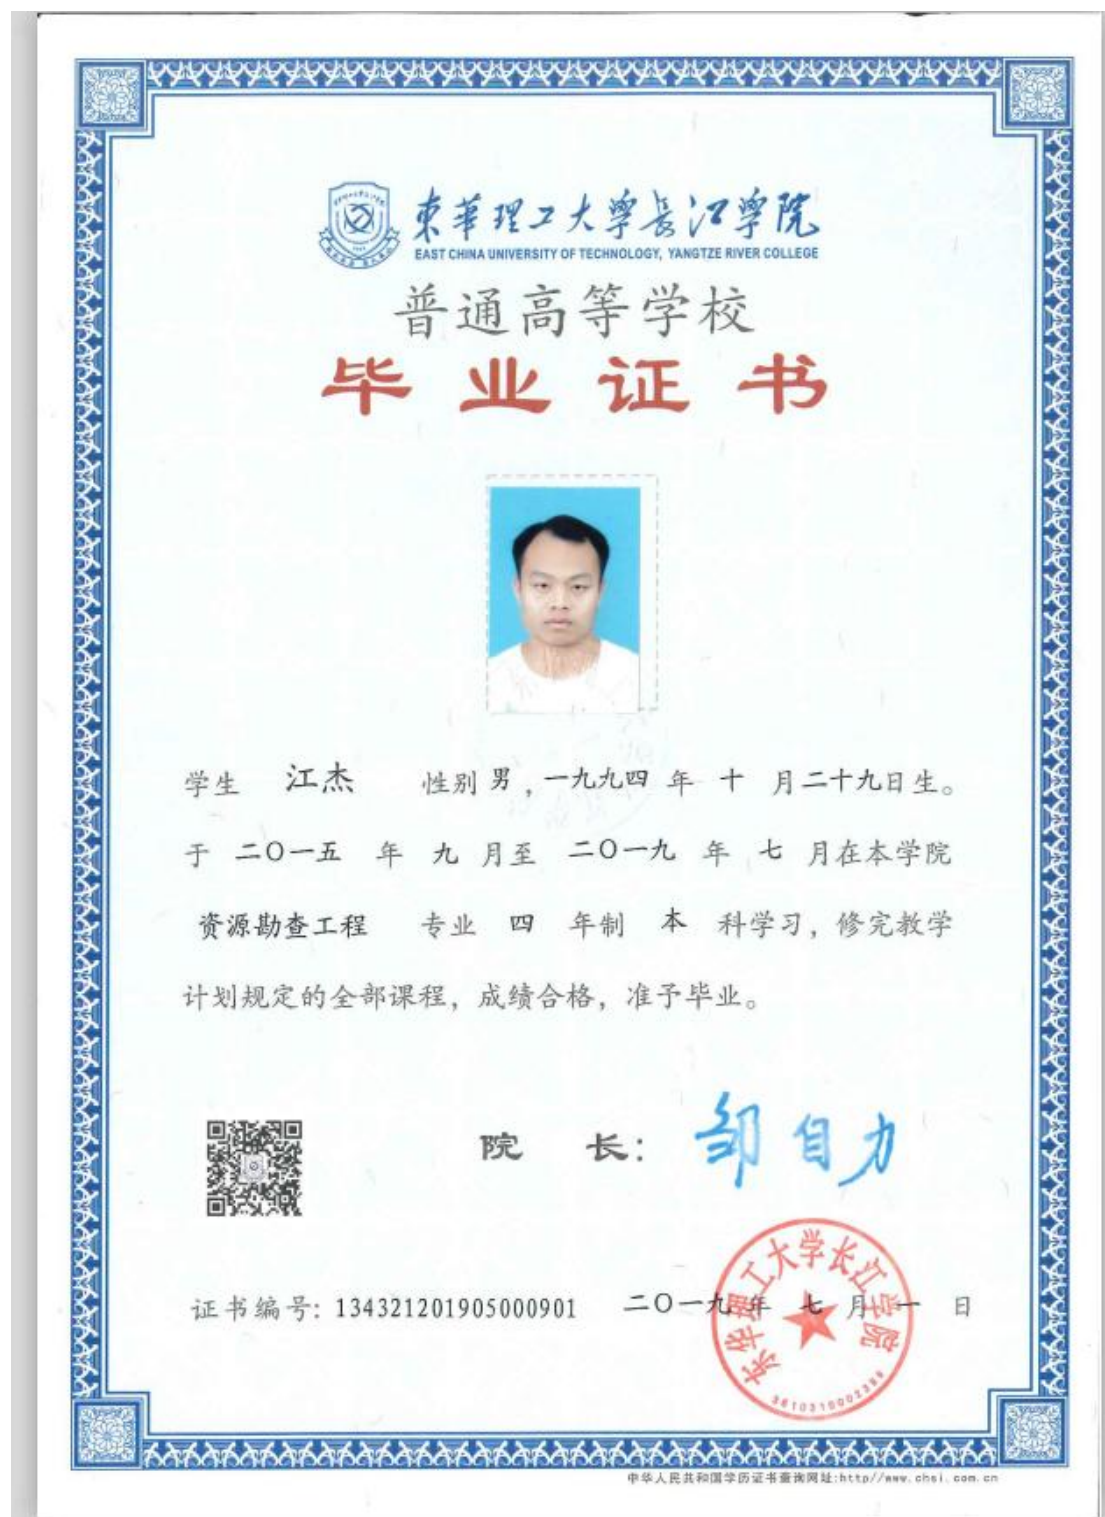 東華理工大學長江學院
EAST CHINA UNIVERSITY OF TECHNOLOGY, YANGTZE RIVER COLLEGE
普通高等学校
毕业证书
学生 江杰 性别 男，一九九四 年 十 月二十九日生。
于 二〇一五 年 九 月至 二〇一九 年 七 月在本学院
资源勘查工程 专业 四 年制 本 科学习，修完教学
计划规定的全部课程，成绩合格，准予毕业。
院 长：邹自力
证书编号：134321201905000901 二〇一九 年 七 月 一 日
东华理工大学长江学院
中华人民共和国学历证书查询网址:http//www.chsi.com.cn